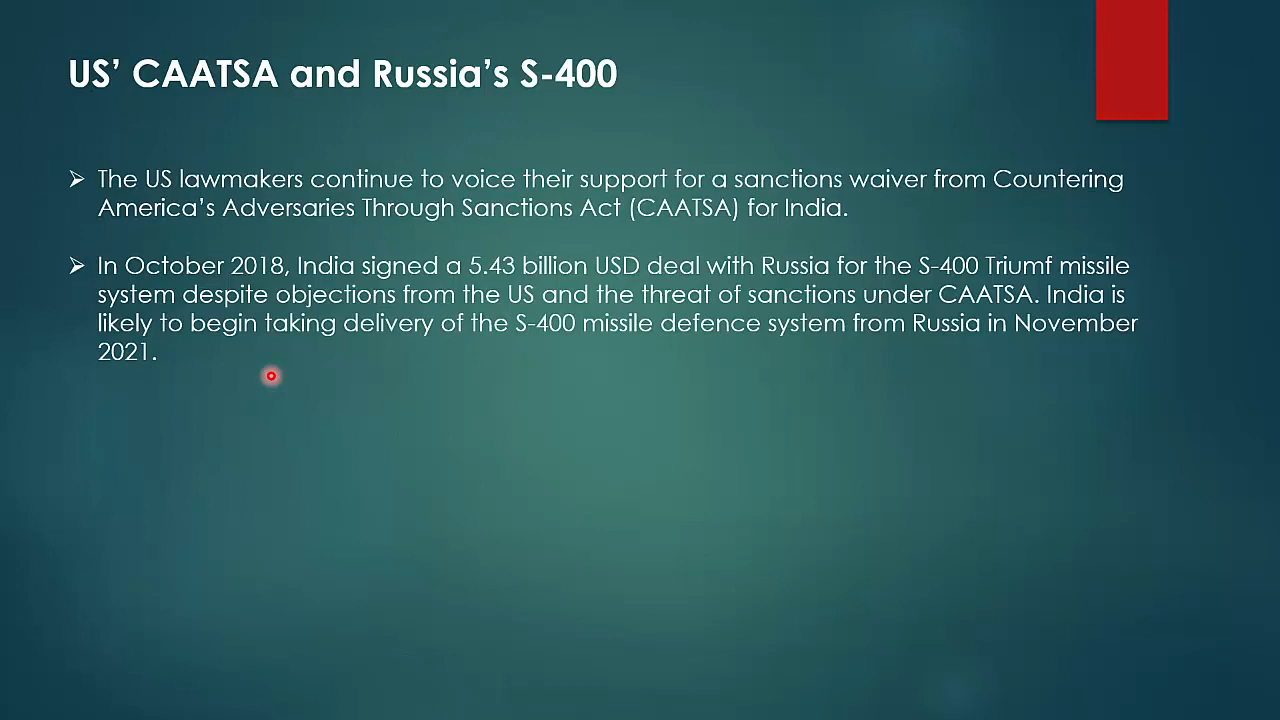 US’ CAATSA and Russia’s S-400
➢ The US lawmakers continue to voice their support for a sanctions waiver from Countering
America’s Adversaries Through Sanctions Act (CAATSA) for India.
➢ In October 2018, India signed a 5.43 billion USD deal with Russia for the S-400 Triumf missile
system despite objections from the US and the threat of sanctions under CAATSA. India is
likely to begin taking delivery of the S-400 missile defence system from Russia in November
2021.